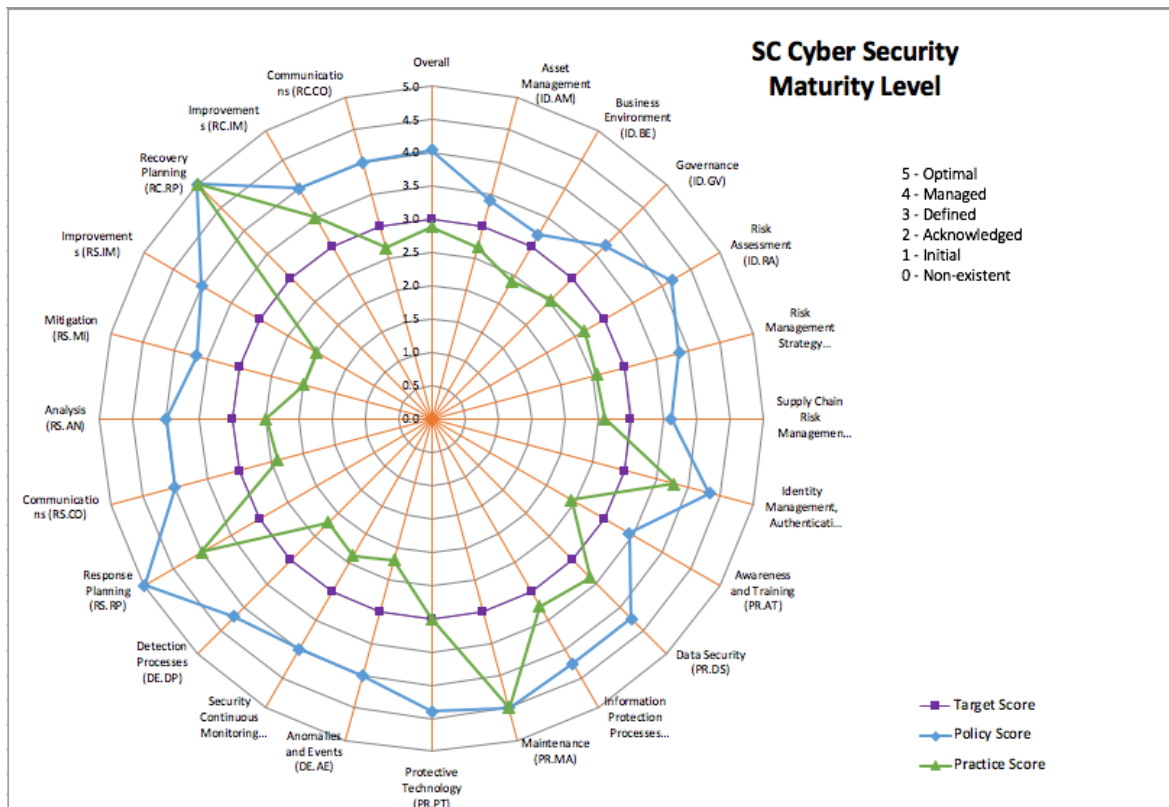 SC Cyber Security
Maturity Level
5 - Optimal
4 - Managed
3 - Defined
2 - Acknowledged
1 - Initial
0 - Non-existent
Overall
Asset
Management
(ID.AM)
Business
Environment
(ID.BE)
Governance
(ID.GV)
Risk
Assessment
(ID.RA)
Risk
Management
Strategy...
Supply Chain
Risk
Managemen...
Identity
Management,
Authenticati...
Awareness
and Training
(PR.AT)
Data Security
(PR.DS)
Information
Protection
Processes...
Maintenance
(PR.MA)
Protective
Technology
(PR.PT)
Anomalies
and Events
(DE.AE)
Security
Continuous
Monitoring...
Detection
Processes
(DE.DP)
Response
Planning
(RS.RP)
Communicatio
ns (RS.CO)
Analysis
(RS.AN)
Mitigation
(RS.MI)
Improvement
s (RS.IM)
Recovery
Planning
(RC.RP)
Improvement
s (RC.IM)
Communicatio
ns (RC.CO)
5.0
4.5
4.0
3.5
3.0
2.5
2.0
1.5
1.0
0.5
0.0
Target Score
Policy Score
Practice Score